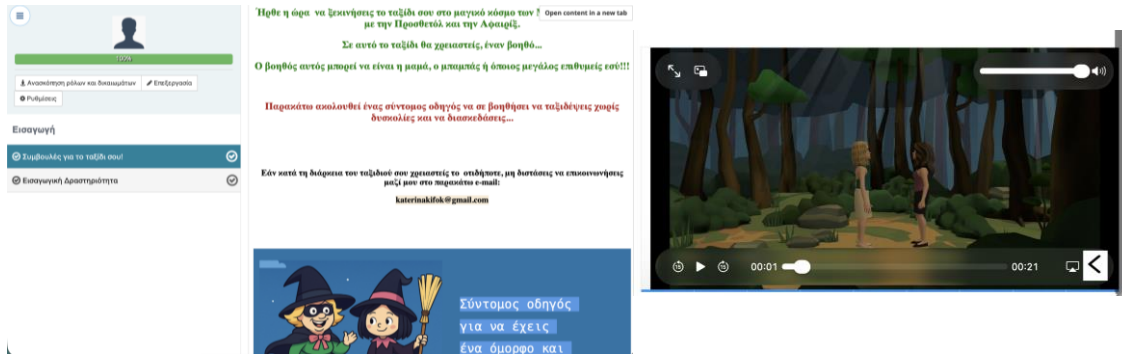 100%
Ανασκόπηση ρόλων και δικαιωμάτων
Επεξεργασία
Ρυθμίσεις
Εισαγωγή
Συμβουλές για το ταξίδι σου!
Εισαγωγική Δραστηριότητα
Ήρθε η ώρα να ξεκινήσεις το ταξίδι σου στο μαγικό κόσμο των
Open content in a new tab
με την Προσθετόλ και την Αφαιρίξ.
Σε αυτό το ταξίδι θα χρειαστείς, έναν βοηθό...
Ο βοηθός αυτός μπορεί να είναι η μαμά, ο μπαμπάς ή όποιος μεγάλος επιθυμείς εσύ!!!
Παρακάτω ακολουθεί ένας σύντομος οδηγός να σε βοηθήσει να ταξιδέψεις χωρίς
δυσκολίες και να διασκεδάσεις...
Εάν κατά τη διάρκεια του ταξιδιού σου χρειαστείς το οτιδήποτε, μη διστάσεις να επικοινωνήσεις
μαζί μου στο παρακάτω e-mail:
katerinakifok@gmail.com
Σύντομος οδηγός
για να έχεις
ένα όμορφο και
15
15
00:01
00:21